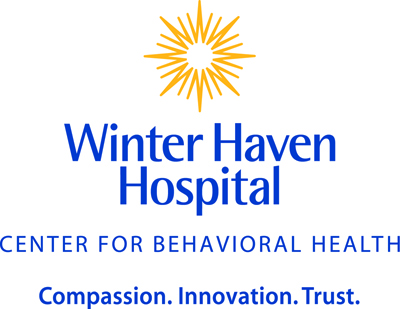 Winter Haven
Hospital
CENTER FOR BEHAVIORAL HEALTH
Compassion. Innovation. Trust.